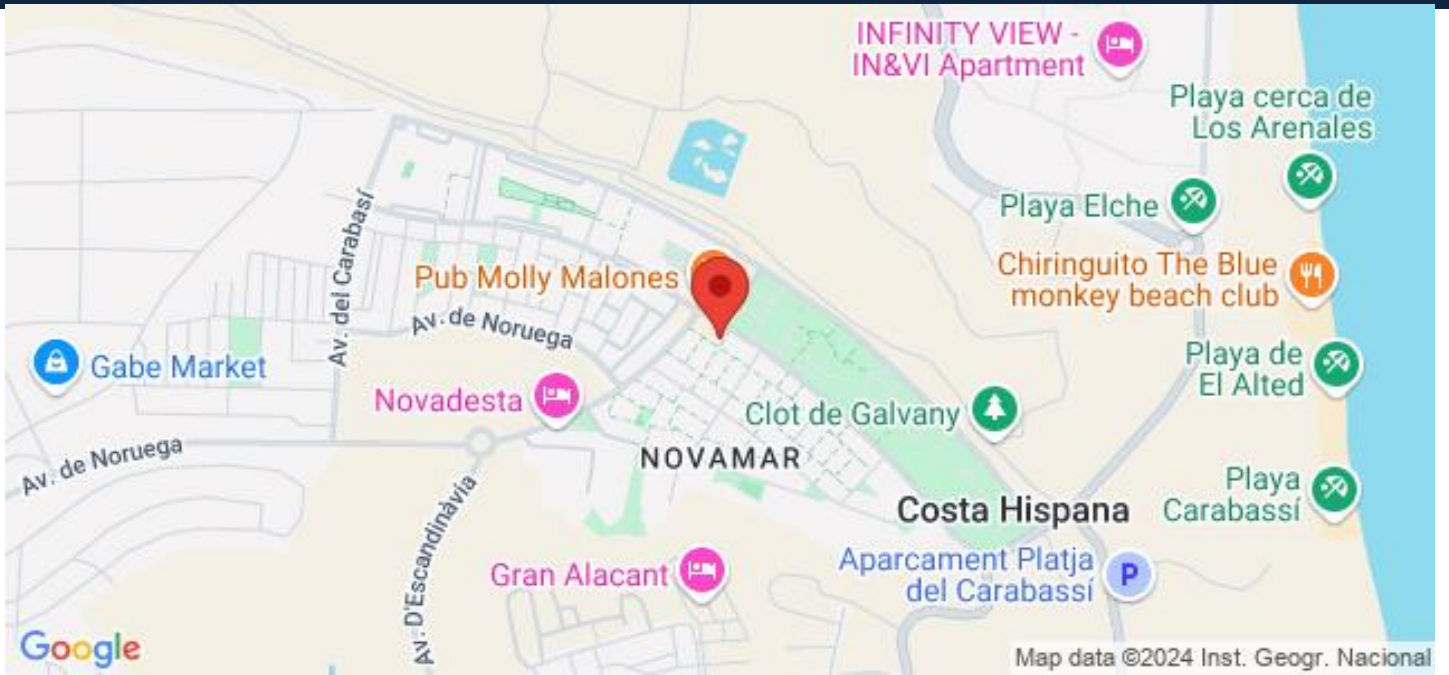 INFINITY VIEW -
IN&VI Apartment
Playa cerca de
Los Arenales
Playa Elche
Chiringuito The Blue
monkey beach club
Pub Molly Malones
Av. del Carabasí
Av. de Noruega
Gabe Market
Playa de
El Alted
Novadesta
Clot de Galvany
NOVAMAR
Av. de Noruega
Playa
Carabassí
Costa Hispana
Av. D'Escandinàvia
Gran Alacant
Aparcament Platja
del Carabassí
P
Google
Map data ©2024 Inst. Geogr. Nacional